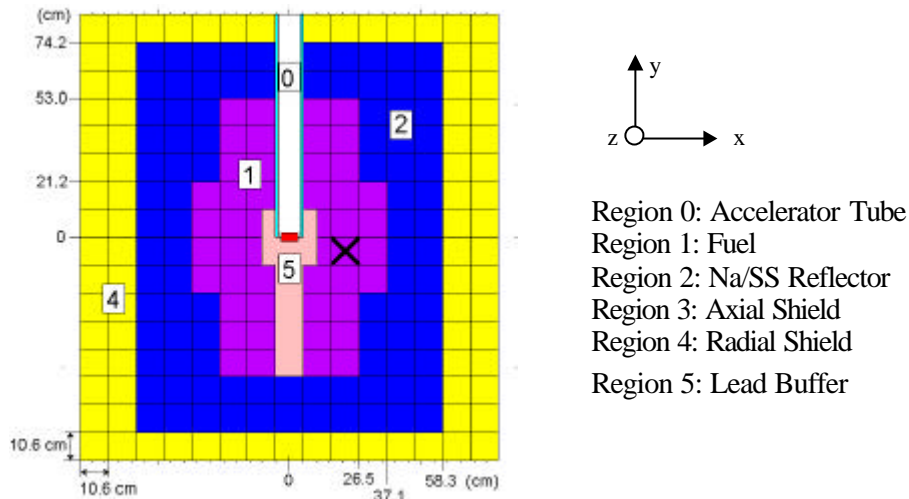 (cm)
74.2
53.0
21.2
0
10.6 cm
10.6 cm
0
26.5
37.1
58.3 (cm)
0
1
2
4
5
y
z
x
Region 0: Accelerator Tube
Region 1: Fuel
Region 2: Na/SS Reflector
Region 3: Axial Shield
Region 4: Radial Shield
Region 5: Lead Buffer